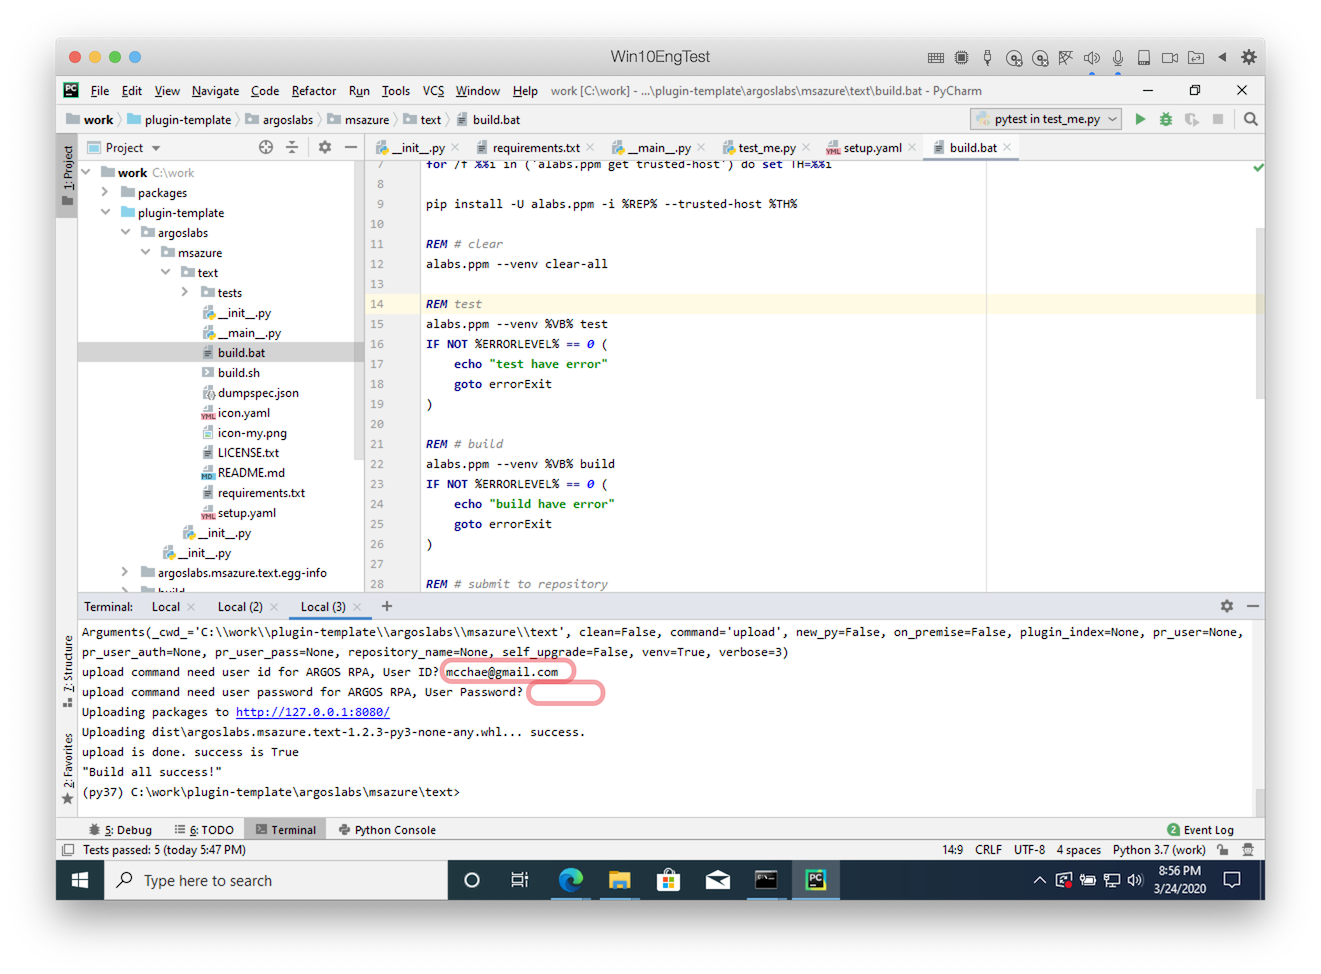 Win10EngTest
File Edit View Navigate Code Refactor Run Tools VCS Window Help work [C:\work] - ...\plugin-template\argoslabs\msazure\text\build.bat - PyCharm
work plugin-template argoslabs msazure text build.bat pytest in test_me.py
1: Project
Project
__init__.py requirements.txt __main__.py test_me.py setup.yaml build.bat
work C:\work
packages
plugin-template
argoslabs
msazure
text
tests
__init__.py
__main__.py
build.bat
build.sh
dumpspec.json
icon.yaml
icon-my.png
LICENSE.txt
README.md
requirements.txt
setup.yaml
__init__.py
__init__.py
argoslabs.msazure.text.egg-info
build
7 for /f %%i in ('alabs.ppm get trusted-host') do set TH=%%i
8
9 pip install -U alabs.ppm -i %REP% --trusted-host %TH%
10
11 REM # clear
12 alabs.ppm --venv clear-all
13
14 REM test
15 alabs.ppm --venv %VB% test
16 IF NOT %ERRORLEVEL% == 0 (
17 echo "test have error"
18 goto errorExit
19 )
20
21 REM # build
22 alabs.ppm --venv %VB% build
23 IF NOT %ERRORLEVEL% == 0 (
24 echo "build have error"
25 goto errorExit
26 )
27
28 REM # submit to repository
Terminal: Local Local (2) Local (3)
Arguments(_cwd_='C:\\work\\plugin-template\\argoslabs\\msazure\\text', clean=False, command='upload', new_py=False, on_premise=False, plugin_index=None, pr_user=None,
pr_user_auth=None, pr_user_pass=None, repository_name=None, self_upgrade=False, venv=True, verbose=3)
upload command need user id for ARGOS RPA, User ID? mcchae@gmail.com
upload command need user password for ARGOS RPA, User Password?
Uploading packages to http://127.0.0.1:8080/
Uploading dist\argoslabs.msazure.text-1.2.3-py3-none-any.whl... success.
upload is done. success is True
"Build all success!"
(py37) C:\work\plugin-template\argoslabs\msazure\text>
7: Structure
2: Favorites
5: Debug 6: TODO Terminal Python Console 2 Event Log
Tests passed: 5 (today 5:47 PM) 14:9 CRLF UTF-8 4 spaces Python 3.7 (work)
Type here to search
8:56 PM
3/24/2020